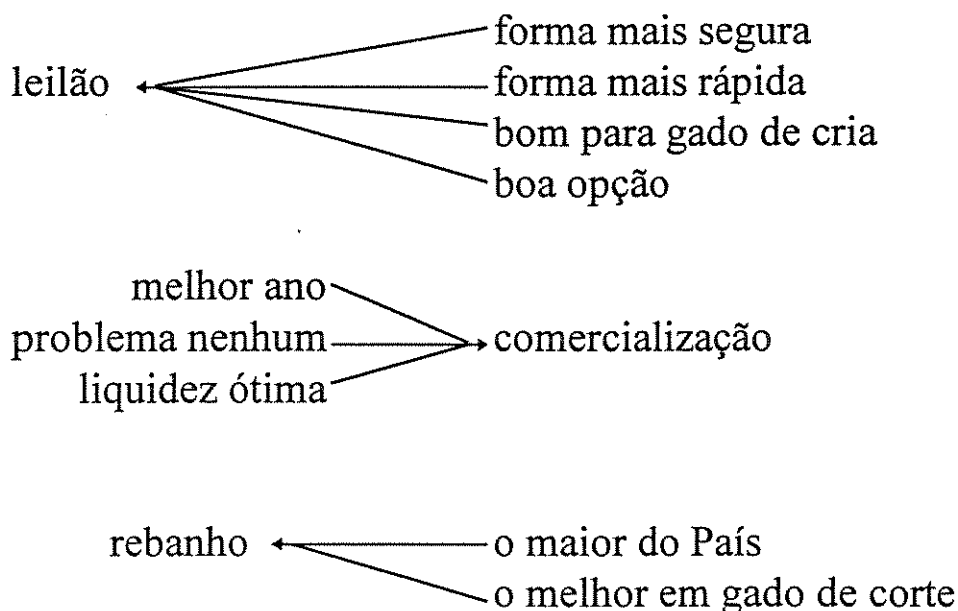 forma mais segura
leilão forma mais rápida
bom para gado de cria
boa opção
melhor ano
problema nenhum comercialização
liquidez ótima
rebanho o maior do País
o melhor em gado de corte